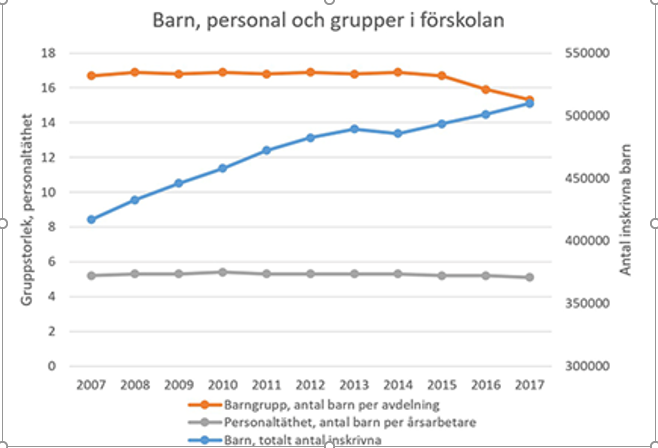 Barn, personal och grupper i förskolan
18
16
14
12
10
8
6
4
2
0
Gruppstorlek, personaltäthet
550000
500000
450000
400000
350000
300000
Antal inskrivna barn
2007 2008 2009 2010 2011 2012 2013 2014 2015 2016 2017
Barngrupp, antal barn per avdelning
Personaltäthet, antal barn per årsarbetare
Barn, totalt antal inskrivna